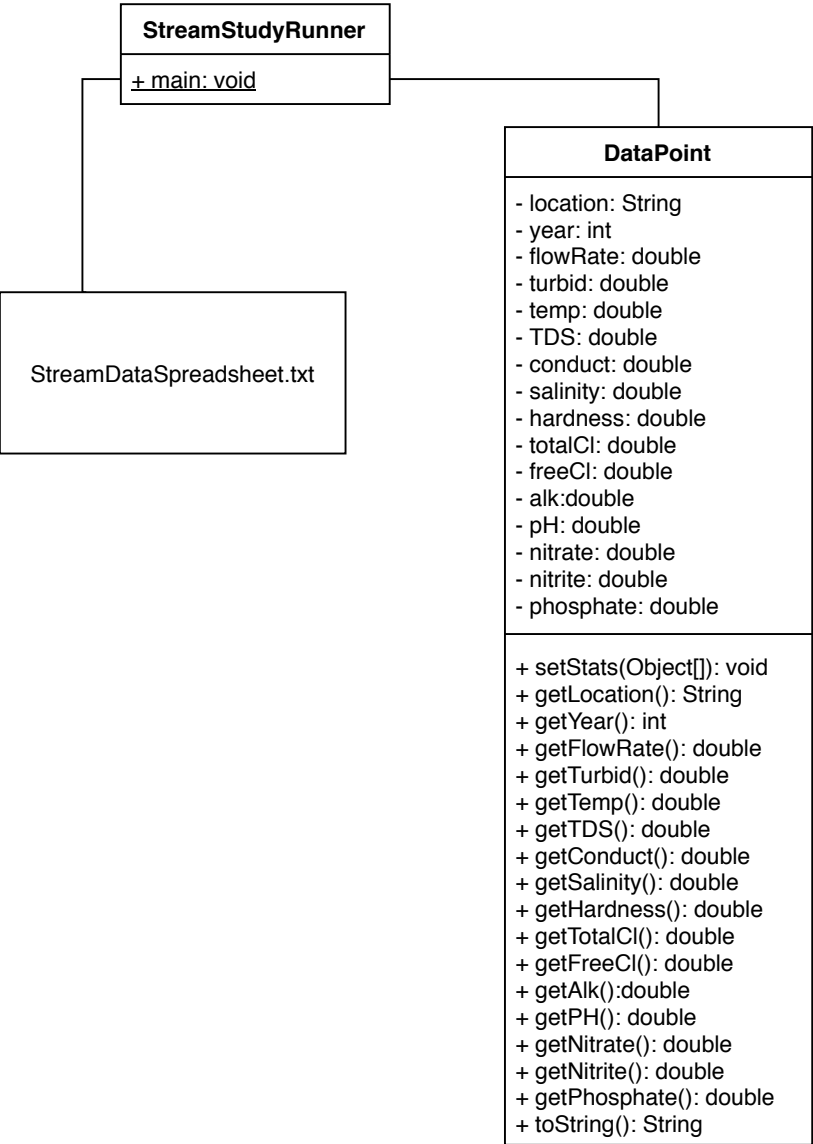 StreamStudyRunner
+ main: void
DataPoint
- location: String
- year: int
- flowRate: double
- turbid: double
- temp: double
- TDS: double
- conduct: double
- salinity: double
- hardness: double
- totalCl: double
- freeCl: double
- alk:double
- pH: double
- nitrate: double
- nitrite: double
- phosphate: double
StreamDataSpreadsheet.txt
+ setStats(Object[]): void
+ getLocation(): String
+ getYear(): int
+ getFlowRate(): double
+ getTurbid(): double
+ getTemp(): double
+ getTDS(): double
+ getConduct(): double
+ getSalinity(): double
+ getHardness(): double
+ getTotalCl(): double
+ getFreeCl(): double
+ getAlk():double
+ getPH(): double
+ getNitrate(): double
+ getNitrite(): double
+ getPhosphate(): double
+ toString(): String